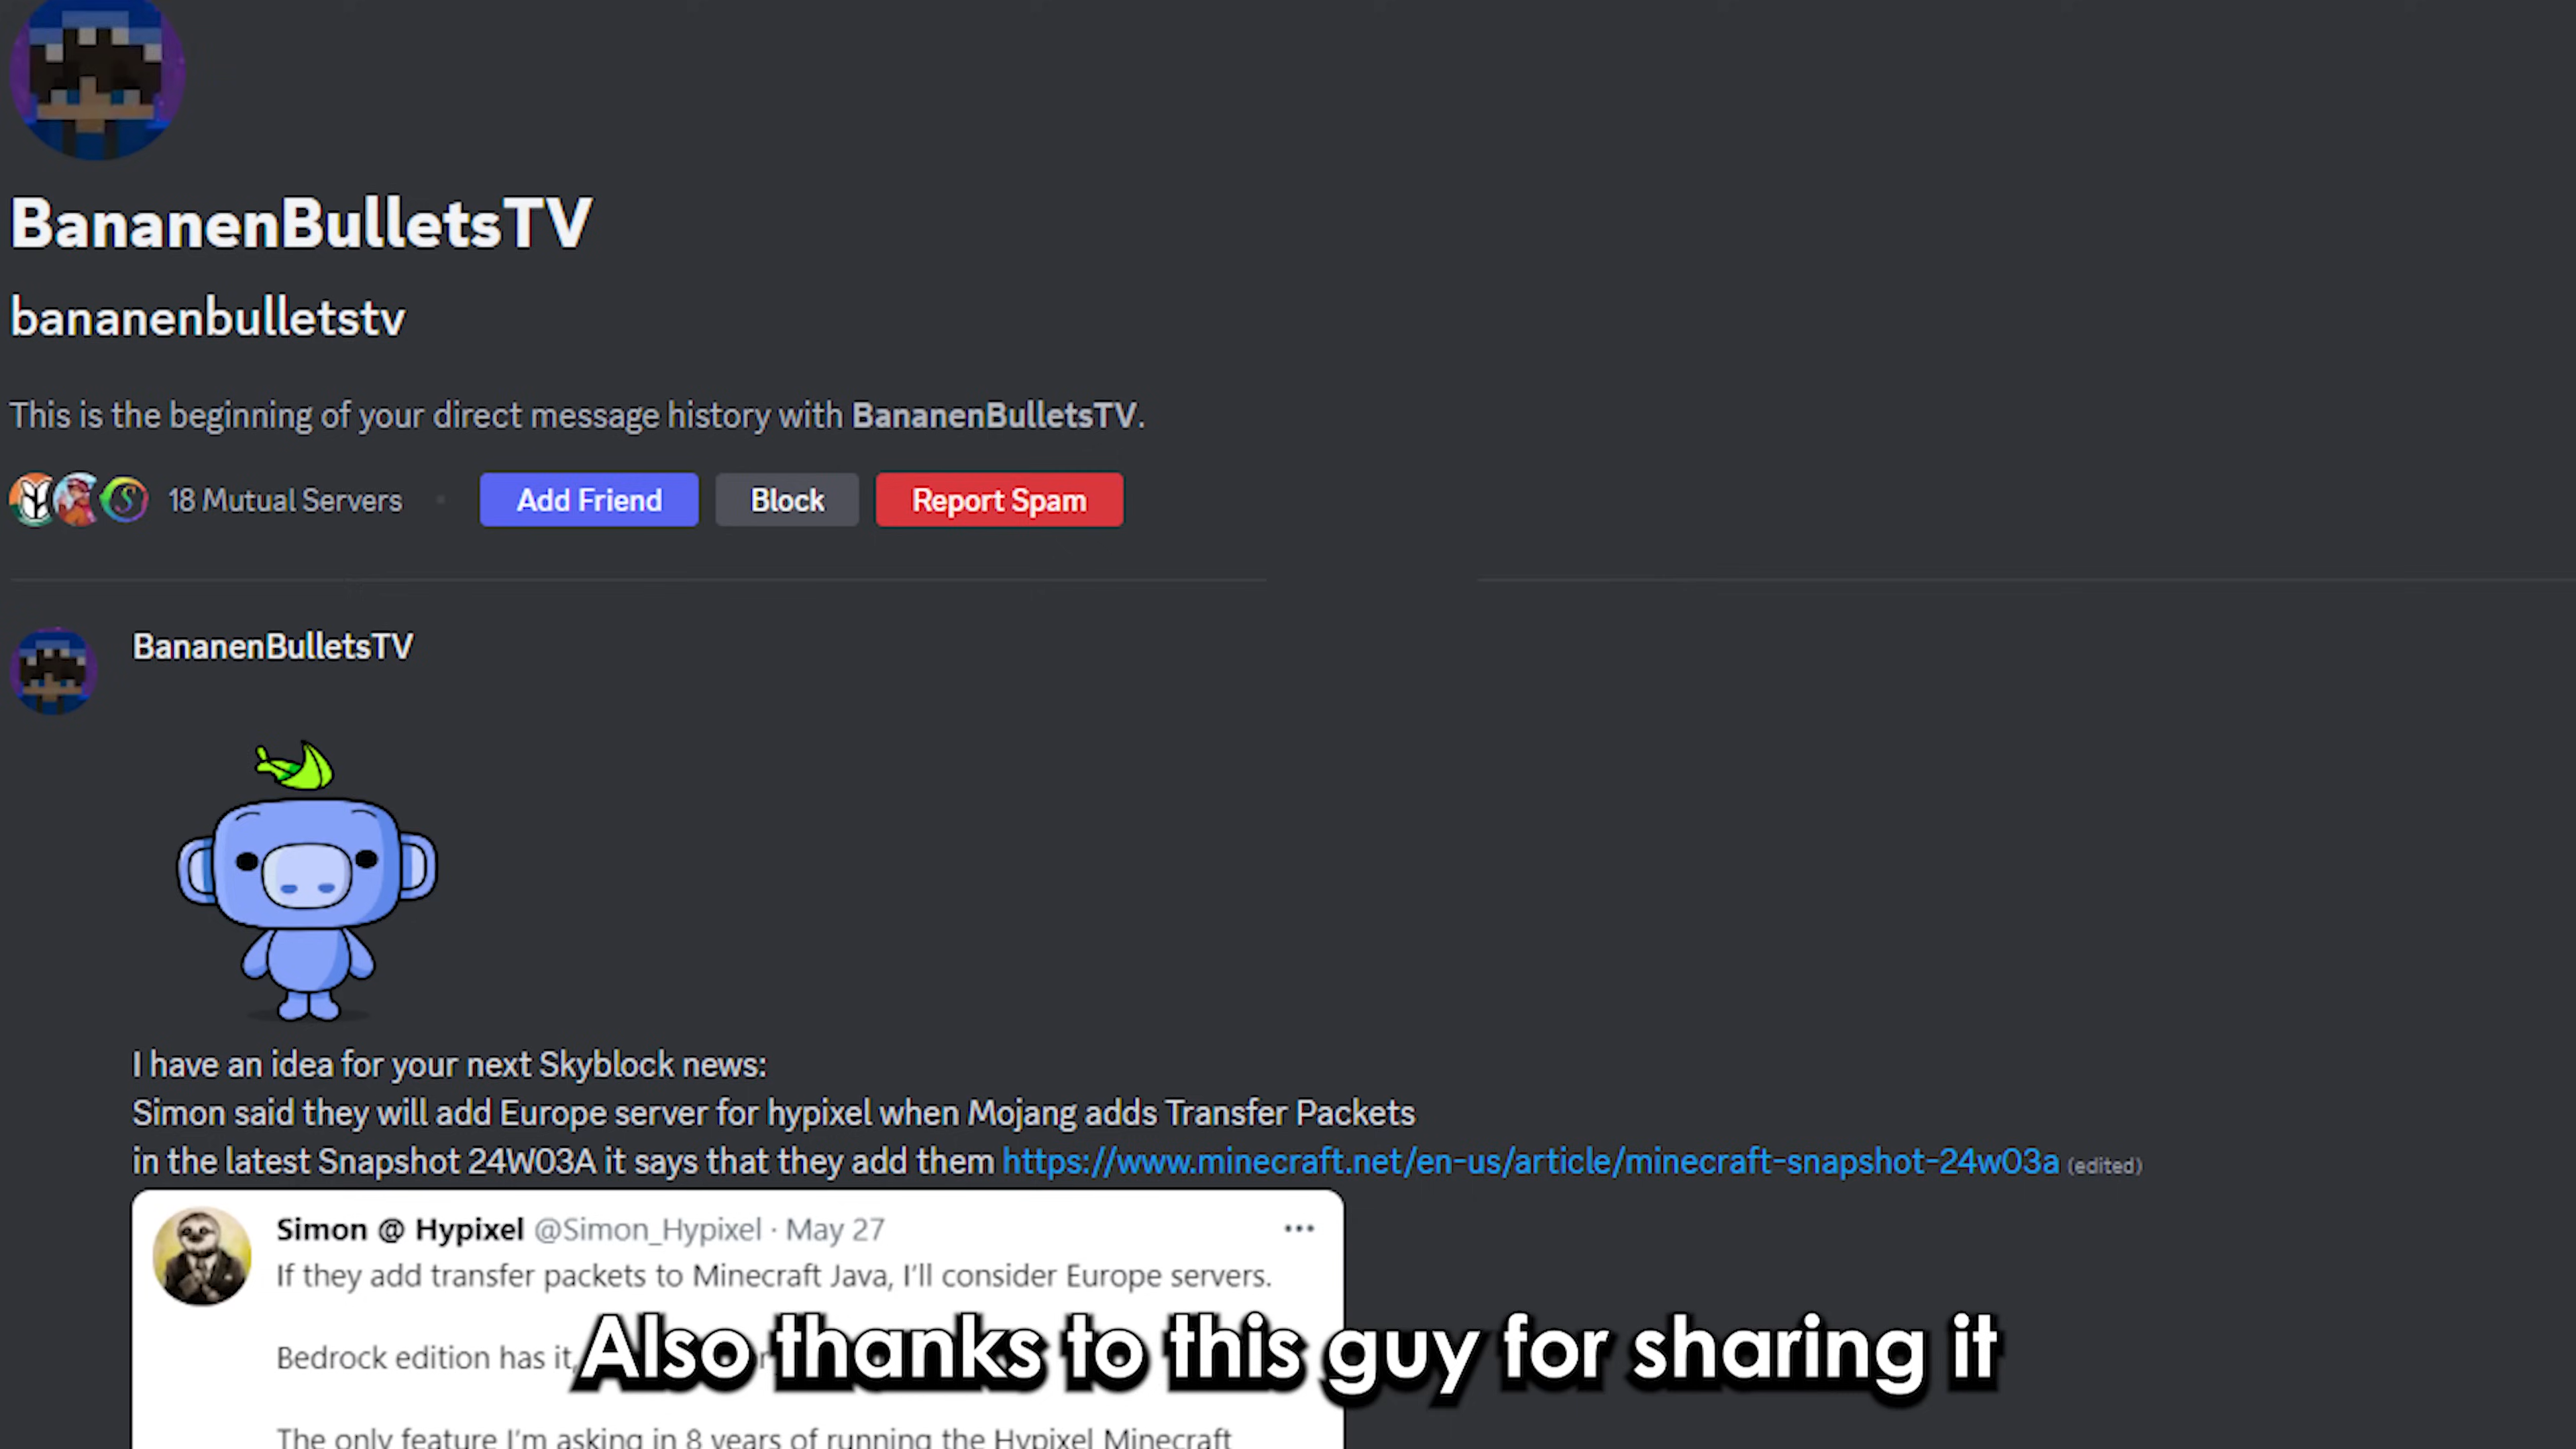 BananenBulletsTV
bananenbulletstv
This is the beginning of your direct message history with BananenBulletsTV.
18 Mutual Servers
Add Friend
Block
Report Spam
BananenBulletsTV
I have an idea for your next Skyblock news:
Simon said they will add Europe server for hypixel when Mojang adds Transfer Packets
in the latest Snapshot 24W03A it says that they add them https://www.minecraft.net/en-us/article/minecraft-snapshot-24w03a (edited)
Simon @ Hypixel @Simon_Hypixel · May 27
If they add transfer packets to Minecraft Java, I'll consider Europe servers.
Bedrock edition has it,
Also thanks to this guy for sharing it
The only feature I'm asking in 8 years of running the Hypixel Minecraft